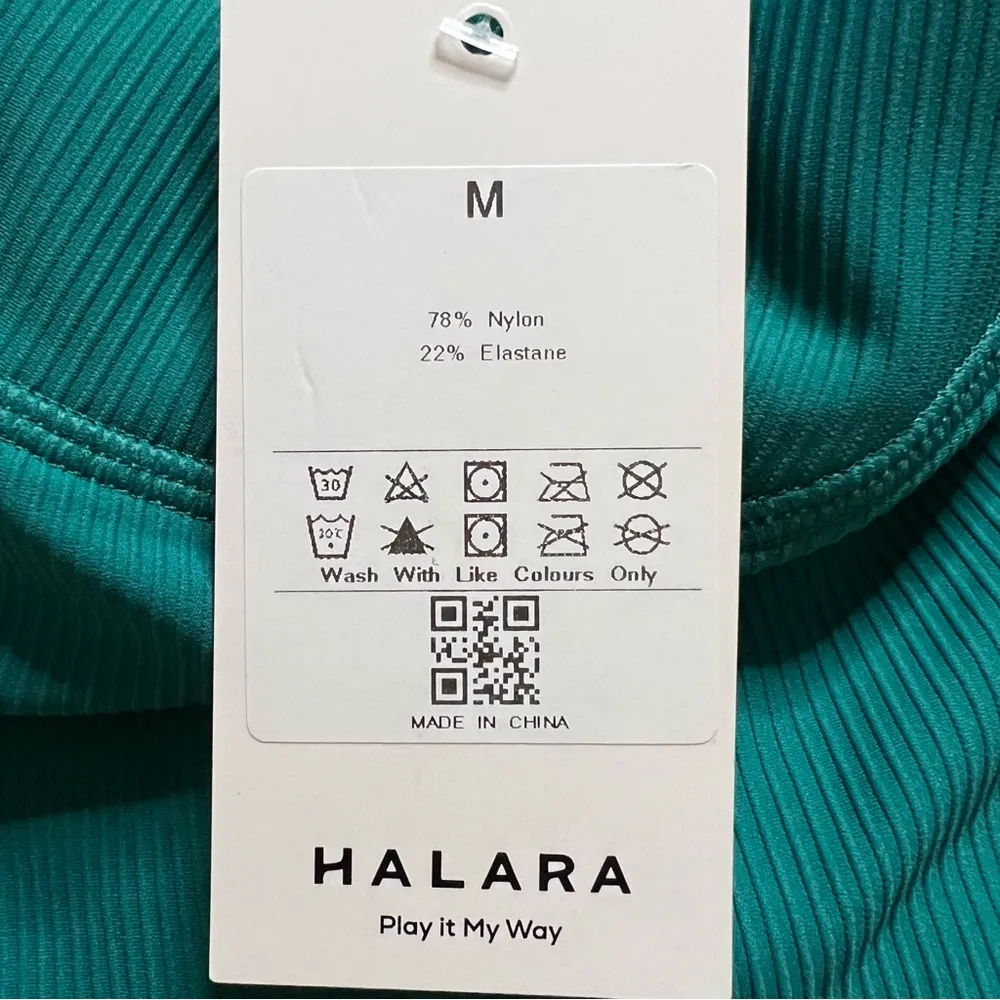 M
78% Nylon
22% Elastane
30
30℃
Wash With Like Colours Only
MADE IN CHINA
HALARA
Play it My Way